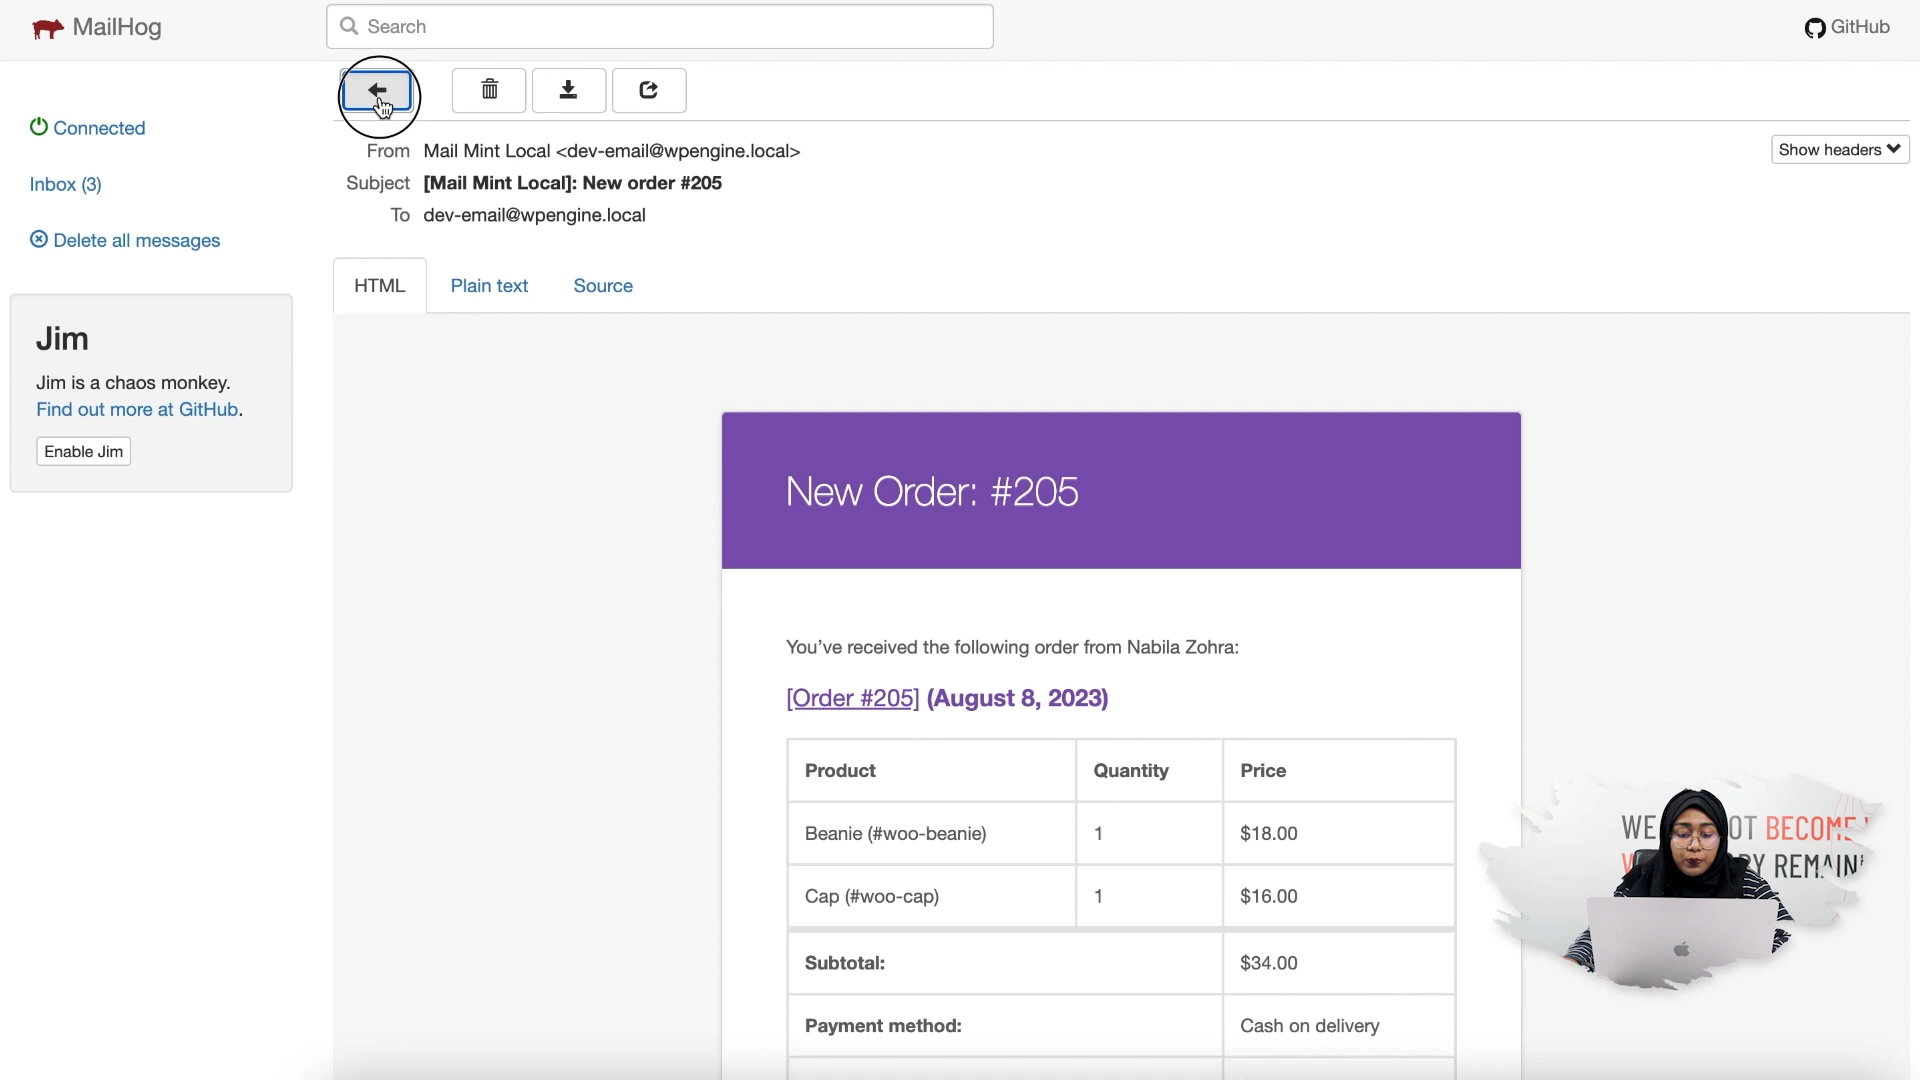 MailHog
Search
GitHub
Connected
Inbox (3)
Delete all messages
Jim
Jim is a chaos monkey.
Find out more at GitHub.
Enable Jim
From Mail Mint Local <dev-email@wpengine.local>
Show headers
Subject [Mail Mint Local]: New order #205
To dev-email@wpengine.local
HTML Plain text Source
New Order: #205
You’ve received the following order from Nabila Zohra:
[Order #205] (August 8, 2023)
Product Quantity Price
Beanie (#woo-beanie) 1 $18.00
Cap (#woo-cap) 1 $16.00
Subtotal: $34.00
Payment method: Cash on delivery
WE BECOME
REMAIN